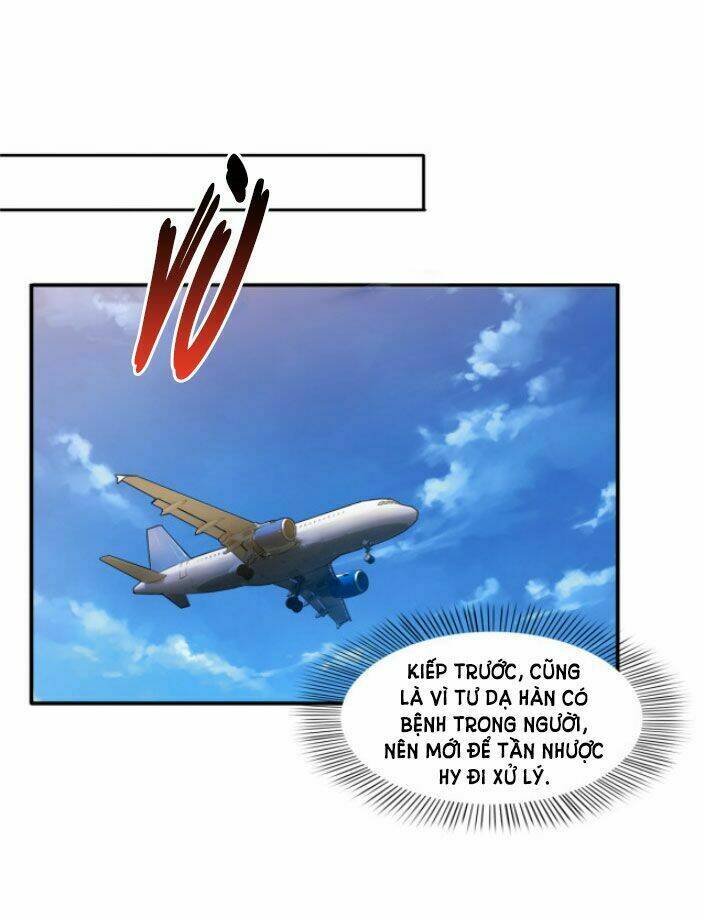 VÙ
KIẾP TRƯỚC, CŨNG
LÀ VÌ TƯ DẠ HÀN CÓ
BỆNH TRONG NGƯỜI,
NÊN MỚI ĐỂ TẦN NHƯỢC
HY ĐI XỬ LÝ.